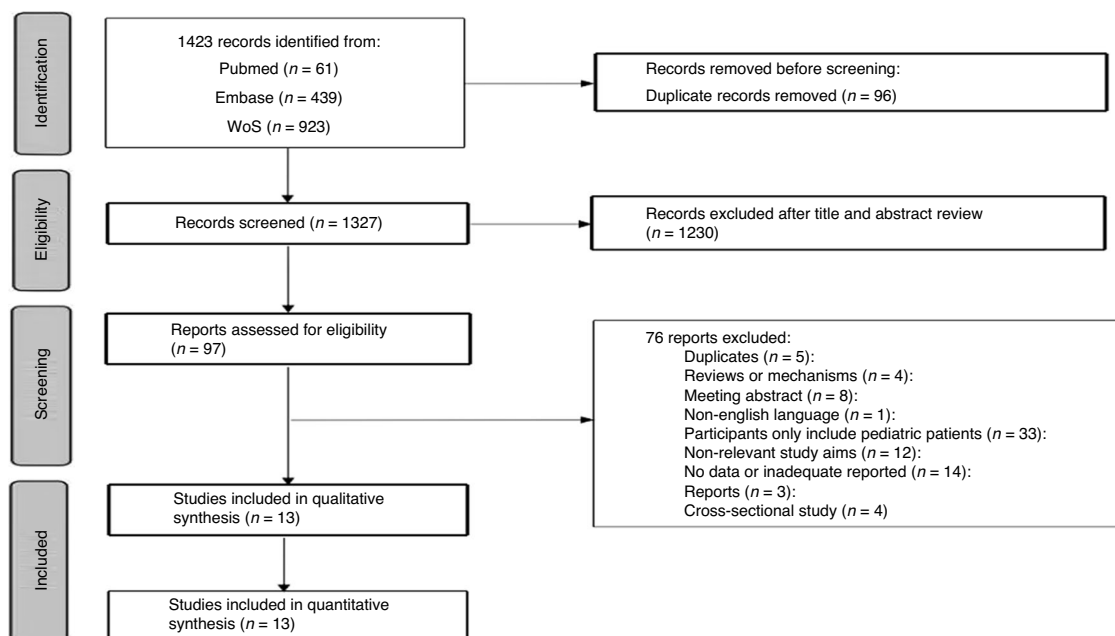 Identification
1423 records identified from:
Pubmed (n = 61)
Embase (n = 439)
WoS (n = 923)
Records removed before screening:
Duplicate records removed (n = 96)
Eligibility
Records screened (n = 1327)
Records excluded after title and abstract review
(n = 1230)
Screening
Reports assessed for eligibility
(n = 97)
76 reports excluded:
Duplicates (n = 5):
Reviews or mechanisms (n = 4):
Meeting abstract (n = 8):
Non-english language (n = 1):
Participants only include pediatric patients (n = 33):
Non-relevant study aims (n = 12):
No data or inadequate reported (n = 14):
Reports (n = 3):
Cross-sectional study (n = 4)
Included
Studies included in qualitative
synthesis (n = 13)
Studies included in quantitative
synthesis (n = 13)